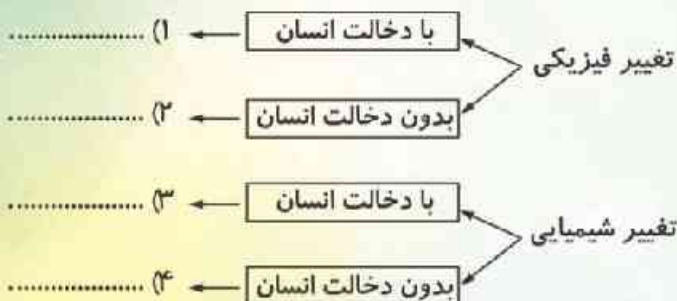 تغییر فیزیکی
با دخالت انسان
۱) ....................
بدون دخالت انسان
۲) ....................
تغییر شیمیایی
با دخالت انسان
۳) ....................
بدون دخالت انسان
۴) ....................